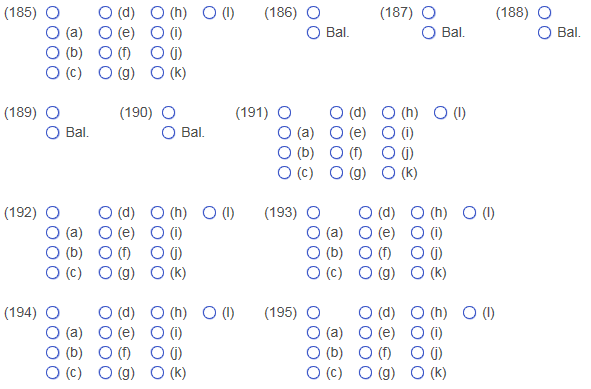 (185) (d) (h) (l) (186) (187) (188)
(a) (e) (i) Bal. Bal. Bal.
(b) (f) (j)
(c) (g) (k)
(189) (190) (191) (d) (h) (l)
Bal. Bal. (a) (e) (i)
(b) (f) (j)
(c) (g) (k)
(192) (d) (h) (l) (193) (d) (h) (l)
(a) (e) (i) (a) (e) (i)
(b) (f) (j) (b) (f) (j)
(c) (g) (k) (c) (g) (k)
(194) (d) (h) (l) (195) (d) (h) (l)
(a) (e) (i) (a) (e) (i)
(b) (f) (j) (b) (f) (j)
(c) (g) (k) (c) (g) (k)